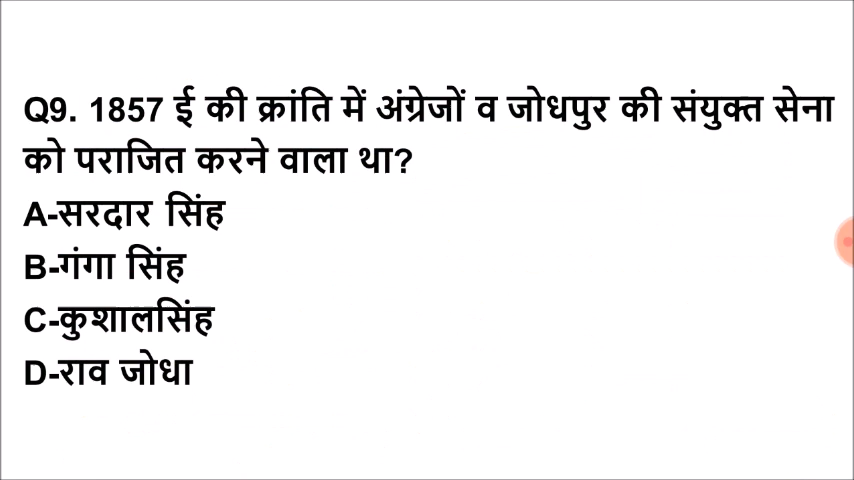 Q9. 1857 ई की क्रांति में अंग्रेजों व जोधपुर की संयुक्त सेना
को पराजित करने वाला था?
A-सरदार सिंह
B-गंगा सिंह
C-कुशालसिंह
D-राव जोधा